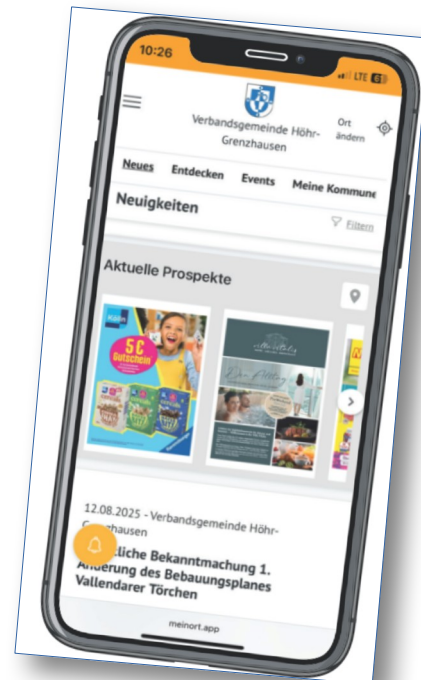 10:26
LTE
Verbandsgemeinde Höhr-
Grenzhausen
Ort
ändern
Neues Entdecken Events Meine Kommune
Neuigkeiten
Filtern
Aktuelle Prospekte
Kölln
5€
Gutschein
12.08.2025 - Verbandsgemeinde Höhr-
Grenzhausen
liche Bekanntmachung 1.
Änderung des Bebauungsplanes
Vallendarer Törchen
meinort.app